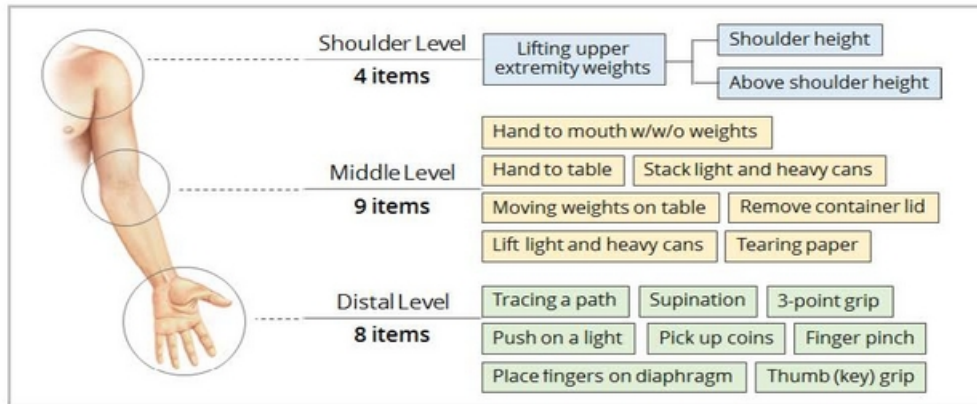 Shoulder Level
4 items
Lifting upper
extremity weights
Shoulder height
Above shoulder height
Middle Level
9 items
Hand to mouth w/w/o weights
Hand to table
Stack light and heavy cans
Moving weights on table
Remove container lid
Lift light and heavy cans
Tearing paper
Distal Level
8 items
Tracing a path
Supination
3-point grip
Push on a light
Pick up coins
Finger pinch
Place fingers on diaphragm
Thumb (key) grip